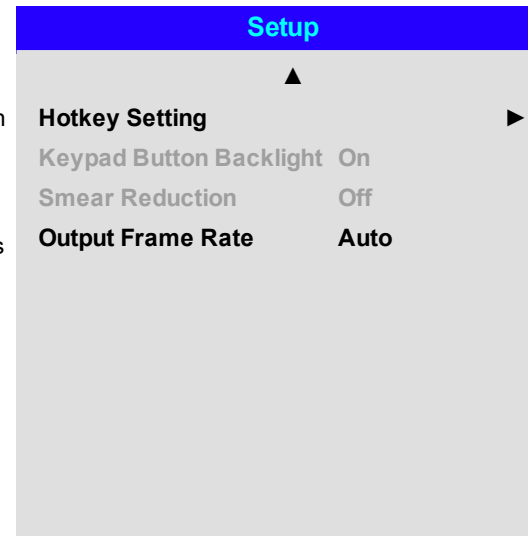 Setup
▲
Hotkey Setting ►
Keypad Button Backlight On
Smear Reduction Off
Output Frame Rate Auto